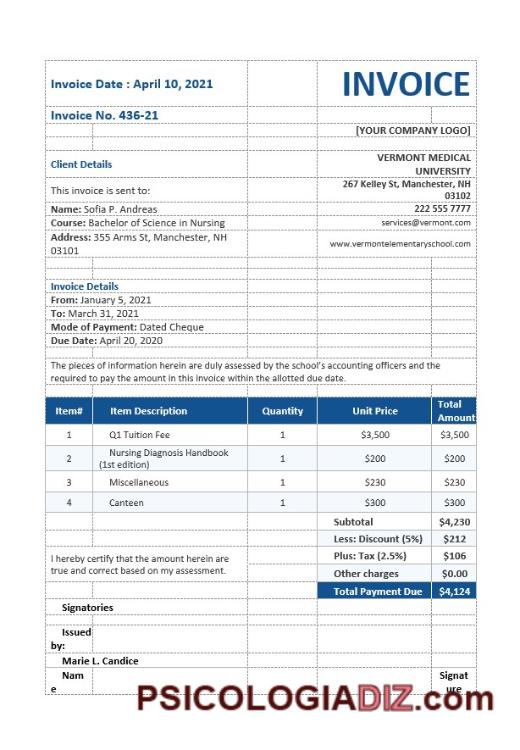 Invoice Date : April 10, 2021
INVOICE
Invoice No. 436-21
[YOUR COMPANY LOGO]
Client Details
VERMONT MEDICAL
UNIVERSITY
This invoice is sent to:
267 Kelley St, Manchester, NH
03102
Name: Sofia P. Andreas
222 555 7777
Course: Bachelor of Science in Nursing
services@vermont.com
Address: 355 Arms St, Manchester, NH
03101
www.vermontelementaryschool.com
Invoice Details
From: January 5, 2021
To: March 31, 2021
Mode of Payment: Dated Cheque
Due Date: April 20, 2020
The pieces of information herein are duly assessed by the school's accounting officers and the
required to pay the amount in this invoice within the allotted due date.
Item# Item Description Quantity Unit Price Total
Amount
1 Q1 Tuition Fee 1 $3,500 $3,500
2 Nursing Diagnosis Handbook
(1st edition) 1 $200 $200
3 Miscellaneous 1 $230 $230
4 Canteen 1 $300 $300
Subtotal $4,230
Less: Discount (5%) $212
I hereby certify that the amount herein are
true and correct based on my assessment.
Plus: Tax (2.5%) $106
Other charges $0.00
Total Payment Due $4,124
Signatories
Issued
by:
Marie L. Candice
Nam
e
Signat
ure
PSICOLOGIADIZ.com